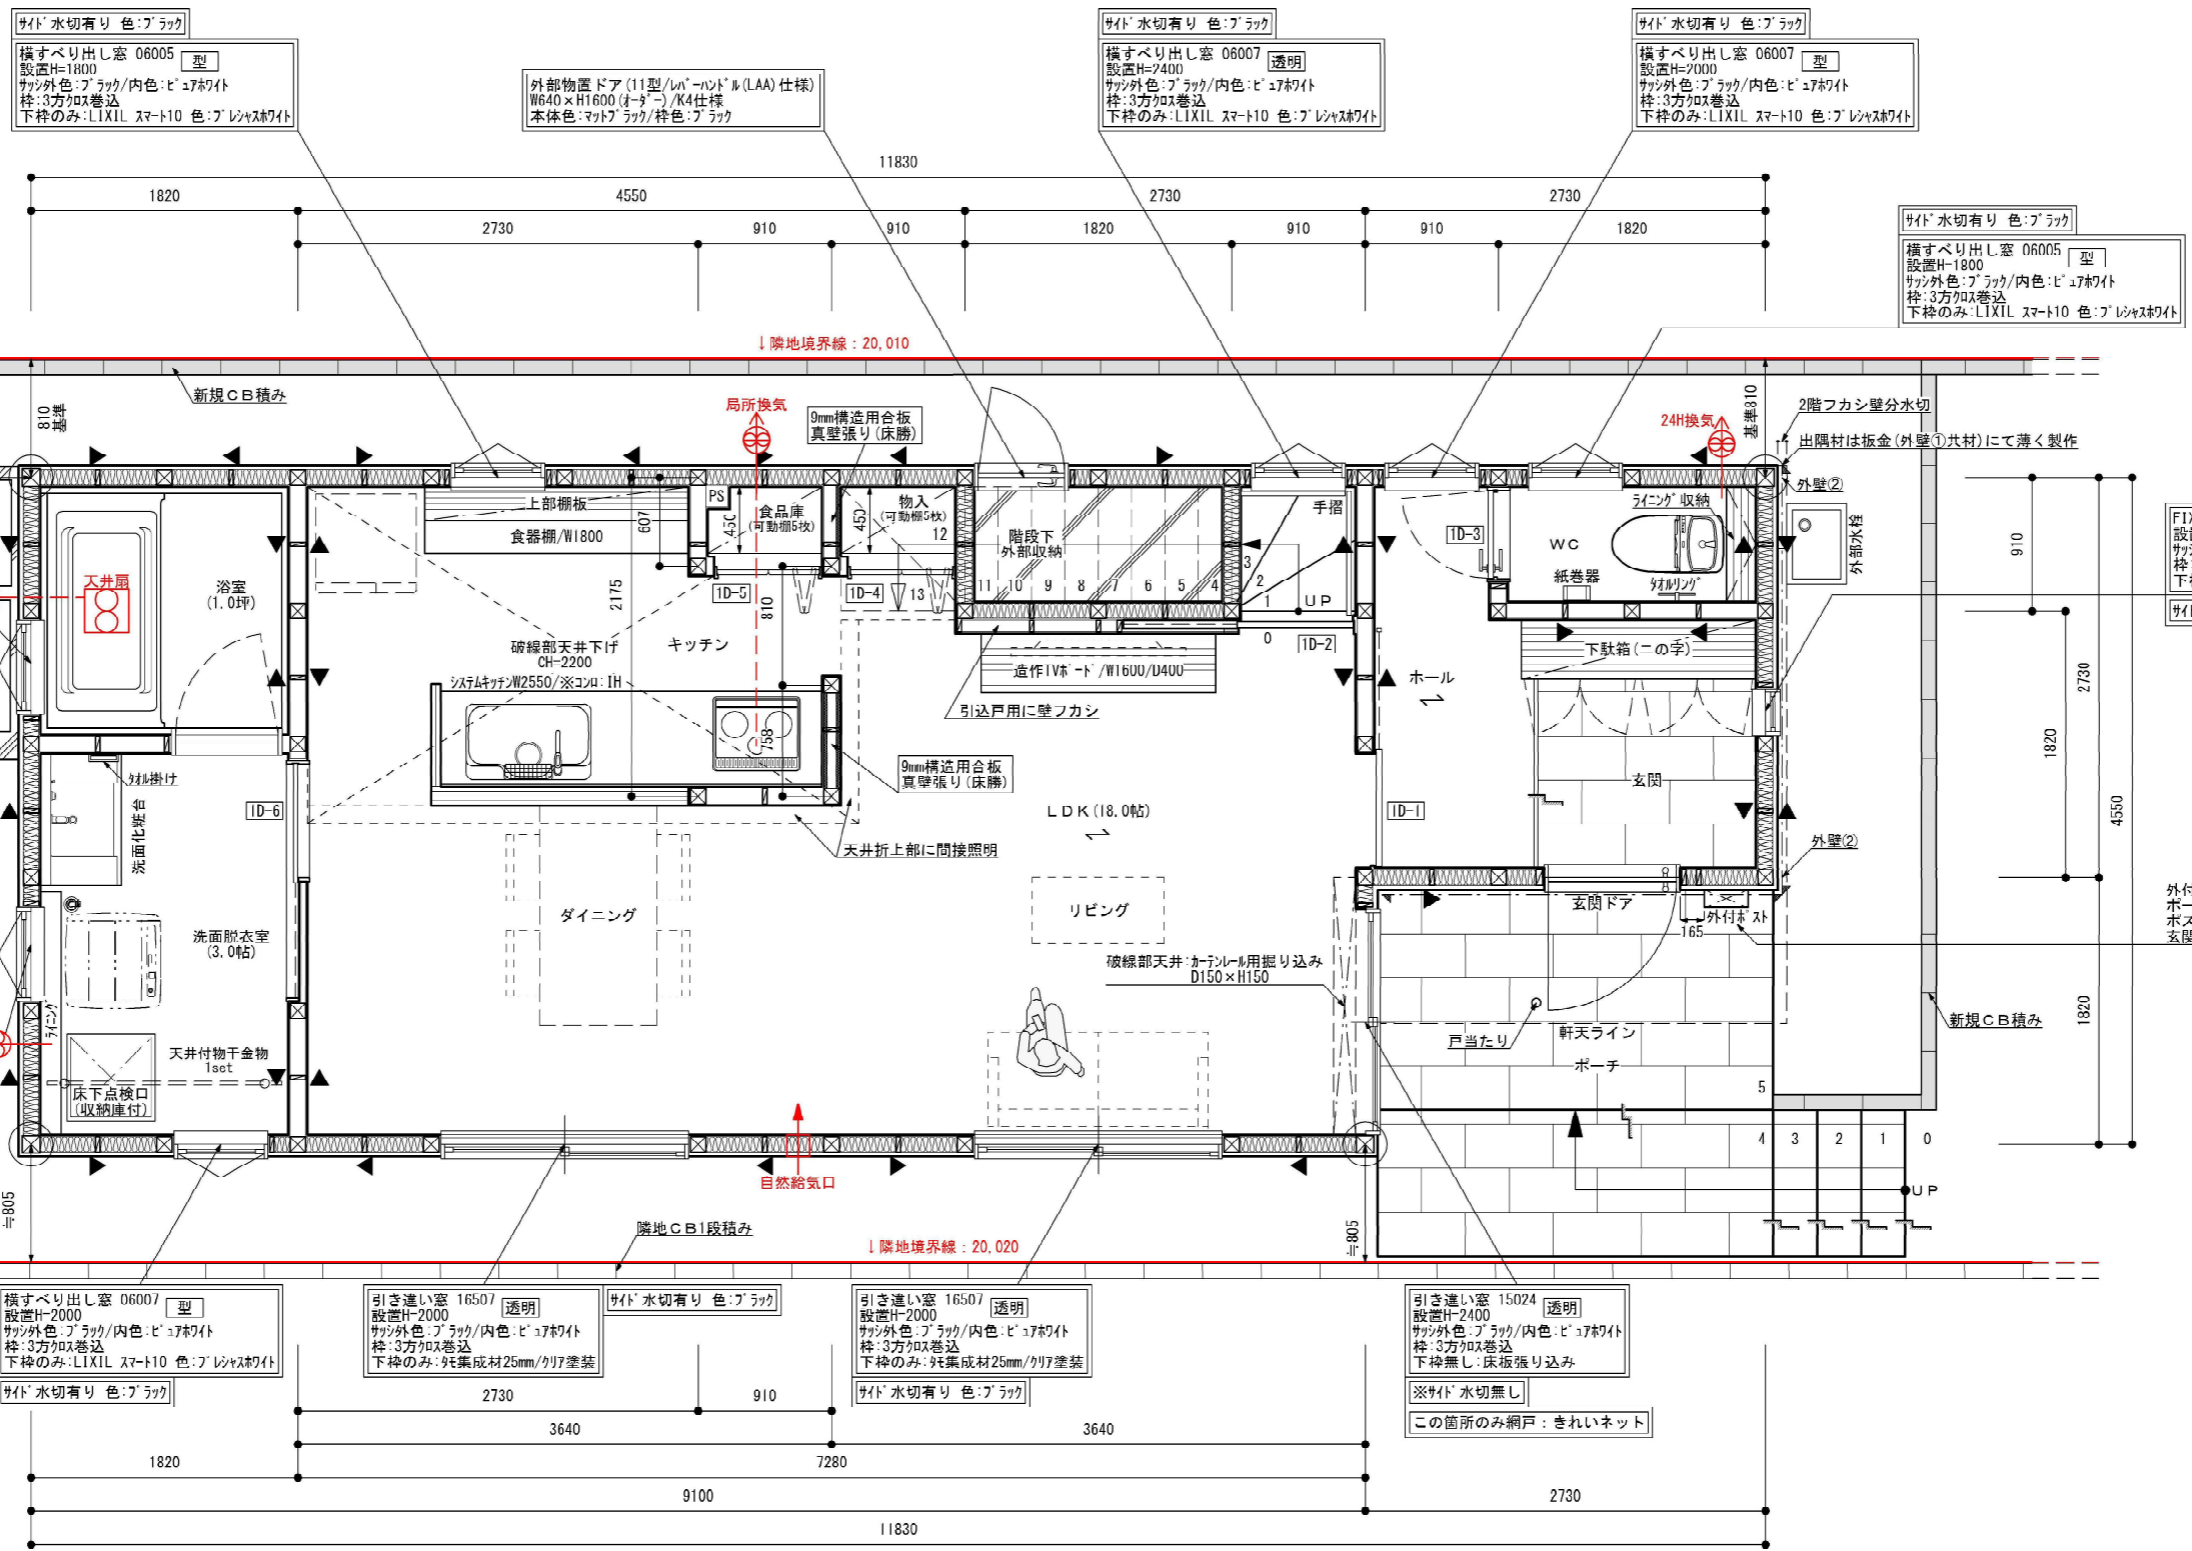 サイド水切有り 色:ブラック
横すべり出し窓 06005 型
設置H=1800
サッシ外色:ブラック/内色:ピュアホワイト
枠:3方クロス巻込
下枠のみ:LIXIL スマート10 色:プレシャスホワイト
外部物置ドア(11型/レバーハンドル(LAA)仕様)
W640×H1600(オーダー)/K4仕様
本体色:マットブラック/枠色:ブラック
サイド水切有り 色:ブラック
横すべり出し窓 06007 透明
設置H=2400
サッシ外色:ブラック/内色:ピュアホワイト
枠:3方クロス巻込
下枠のみ:LIXIL スマート10 色:プレシャスホワイト
サイド水切有り 色:ブラック
横すべり出し窓 06007 型
設置H=2000
サッシ外色:ブラック/内色:ピュアホワイト
枠:3方クロス巻込
下枠のみ:LIXIL スマート10 色:プレシャスホワイト
サイド水切有り 色:ブラック
横すべり出し窓 06005 型
設置H=1800
サッシ外色:ブラック/内色:ピュアホワイト
枠:3方クロス巻込
下枠のみ:LIXIL スマート10 色:プレシャスホワイト
11830
1820 4550 2730 2730
2730 910 910 1820 910 910 1820
↓隣地境界線:20,010
新規CB積み
810
基準
局所換気
9mm構造用合板
真壁張り(床勝)
24H換気
基準810
2階フカシ壁分水切
出隅材は板金(外壁①共材)にて薄く製作
外壁②
外部水栓
上部棚板
食器棚/W1800
607
PS
450
食品庫
(可動棚5枚)
450
物入
(可動棚5枚)
12
13
階段下
外部収納
11 10 9 8 7 6 5 4
3
2
1
0
UP
手摺
1D-3
WC
ライニング収納
紙巻器
タオルリング
天井扇
浴室
(1.0坪)
2175
1D-5
810
1D-4
1D-2
破線部天井下げ
CH-2200
キッチン
システムキッチンW2550/※コンロ:IH
758
造作TVボード/W1600/D400
引込戸用に壁フカシ
ホール
下駄箱(ニの字)
玄関
910
2730
1820
4550
1820
タオル掛け
洗面化粧台
1D-6
9mm構造用合板
真壁張り(床勝)
天井折上部に間接照明
LDK(18.0帖)
1D-1
外壁②
ダイニング
リビング
玄関ドア
165
外付ポスト
洗面脱衣室
(3.0帖)
ライニング
天井付物干金物
1set
床下点検口
(収納庫付)
破線部天井:カーテンレール用掘り込み
D150×H150
戸当たり
軒天ライン
ポーチ
新規CB積み
5
4 3 2 1 0
UP
自然給気口
≒805
≒805
隣地CB1段積み
↓隣地境界線:20,020
横すべり出し窓 06007 型
設置H=2000
サッシ外色:ブラック/内色:ピュアホワイト
枠:3方クロス巻込
下枠のみ:LIXIL スマート10 色:プレシャスホワイト
サイド水切有り 色:ブラック
引き違い窓 16507 透明
設置H=2000
サッシ外色:ブラック/内色:ピュアホワイト
枠:3方クロス巻込
下枠のみ:タモ集成材25mm/クリア塗装
サイド水切有り 色:ブラック
引き違い窓 16507 透明
設置H=2000
サッシ外色:ブラック/内色:ピュアホワイト
枠:3方クロス巻込
下枠のみ:タモ集成材25mm/クリア塗装
サイド水切有り 色:ブラック
引き違い窓 15024 透明
設置H=2400
サッシ外色:ブラック/内色:ピュアホワイト
枠:3方クロス巻込
下枠無し:床板張り込み
※サイド水切無し
この箇所のみ網戸:きれいネット
2730 910
3640 3640
1820 7280
9100 2730
11830